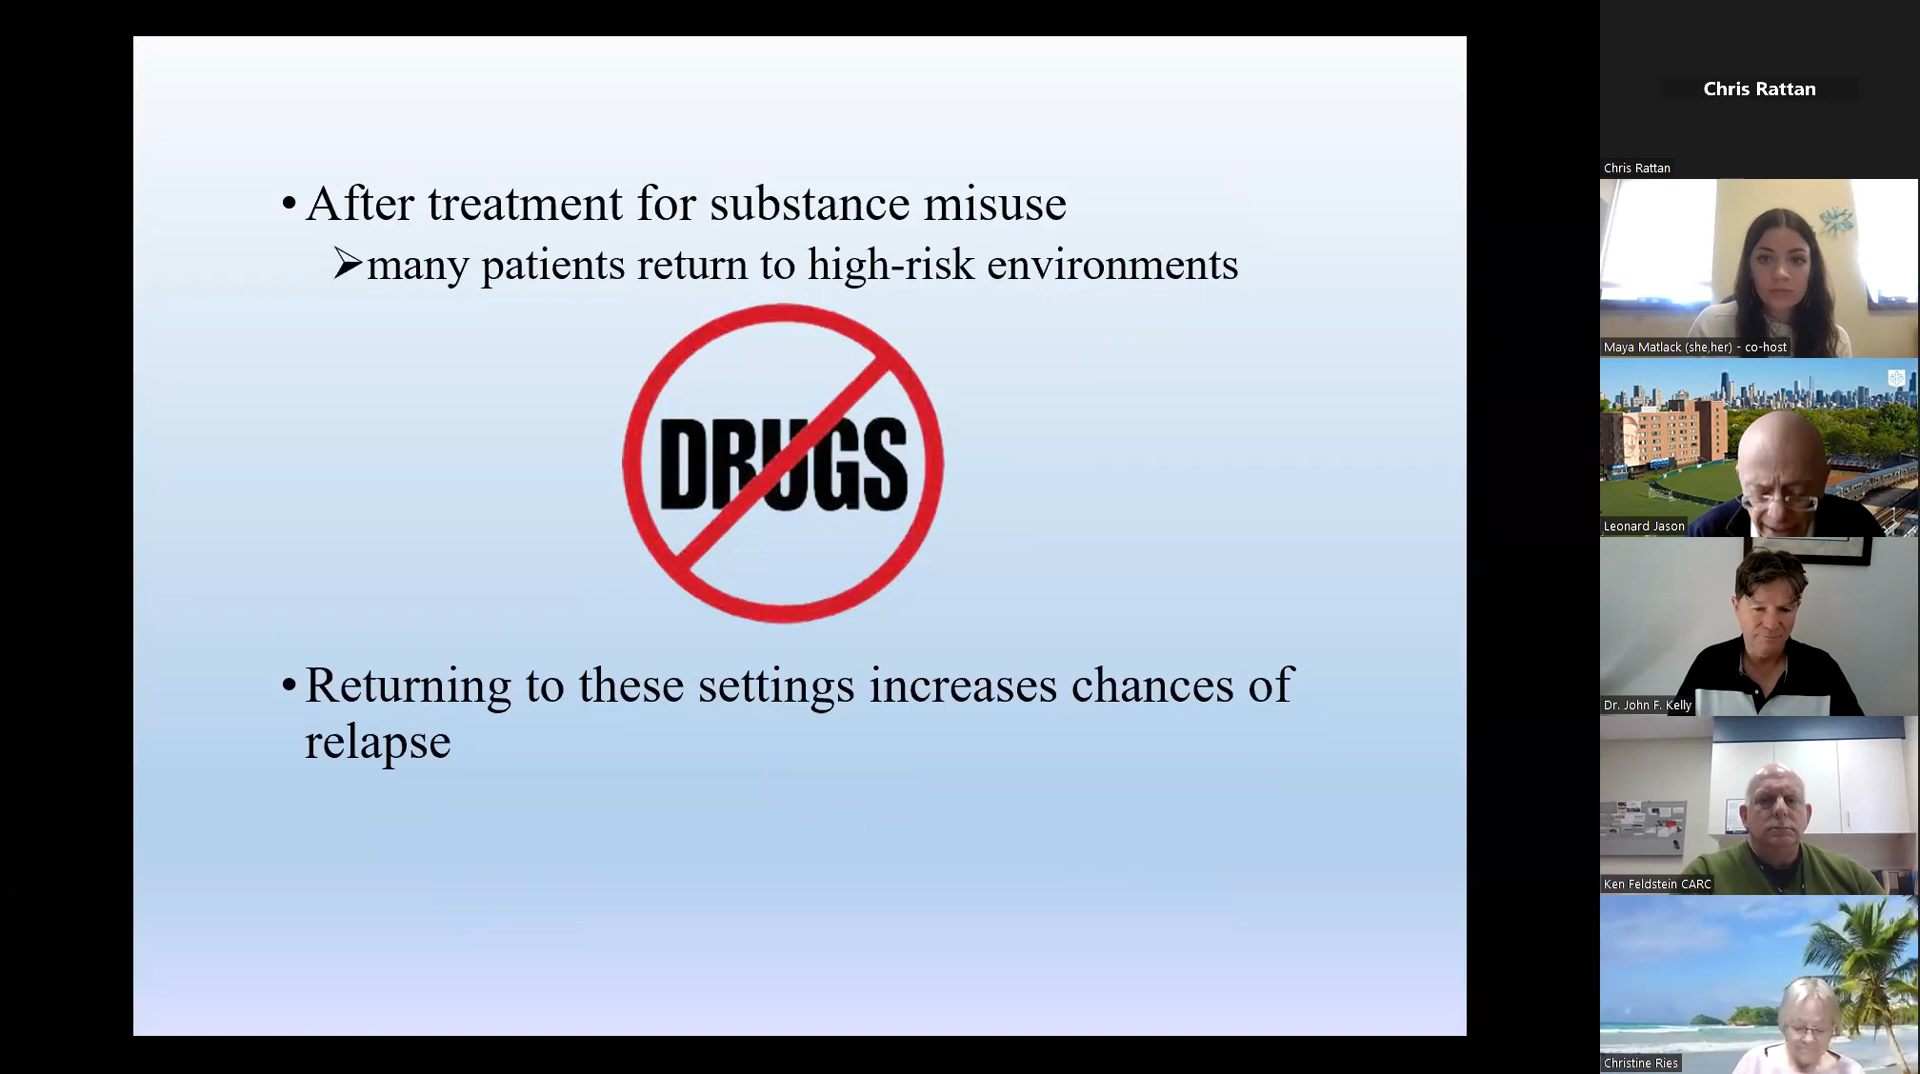 • After treatment for substance misuse
➢many patients return to high-risk environments
DRUGS
• Returning to these settings increases chances of
relapse
Chris Rattan
Chris Rattan
Maya Matlack (she,her) - co-host
Leonard Jason
Dr. John F. Kelly
Ken Feldstein CARC
Christine Ries